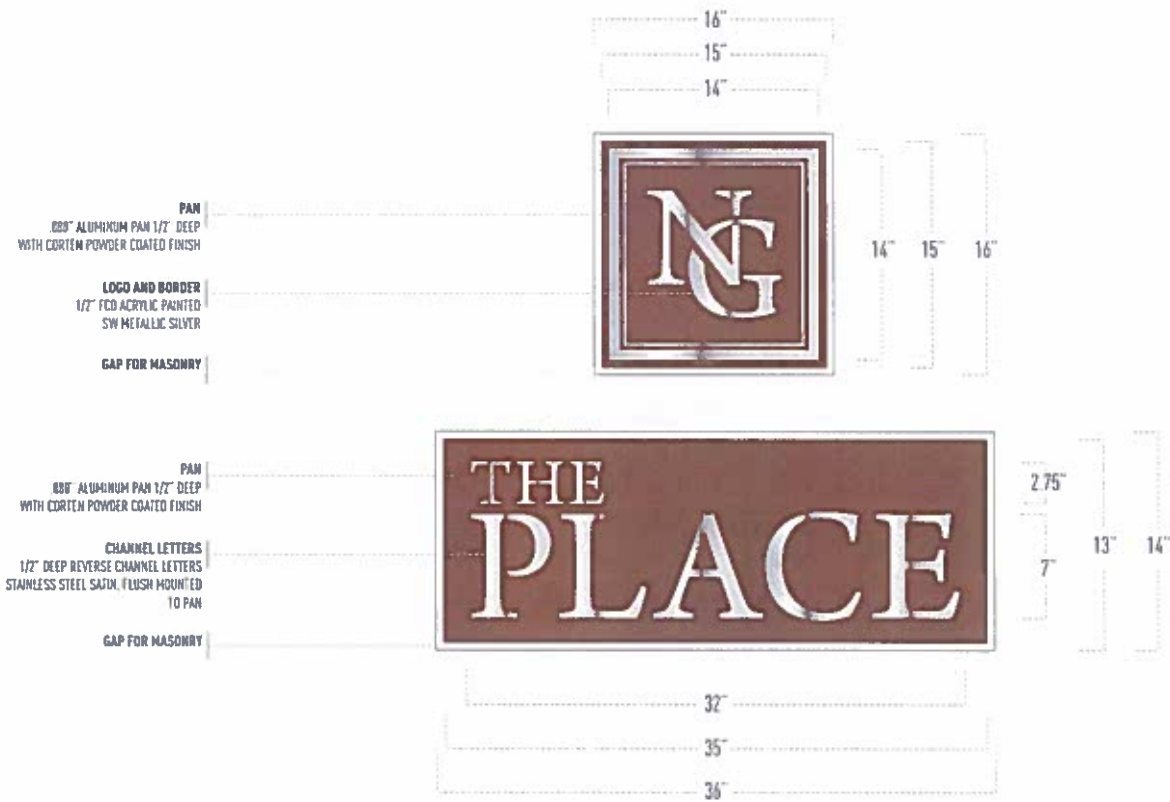 16"
15"
14"
PAN
ALUMINUM PAN 1/2" DEEP
WITH CORTEN POWDER COATED FINISH
LOGO AND BORDER
1/2" FCO ACRYLIC PAINTED
SW METALLIC SILVER
GAP FOR MASONRY
NG
14" 15" 16"
PAN
ALUMINUM PAN 1/2" DEEP
WITH CORTEN POWDER COATED FINISH
CHANNEL LETTERS
1/2" DEEP REVERSE CHANNEL LETTERS
STAINLESS STEEL SATIN, FLUSH MOUNTED
TO PAN
GAP FOR MASONRY
THE
PLACE
2.75"
7"
13" 14"
32"
35"
36"